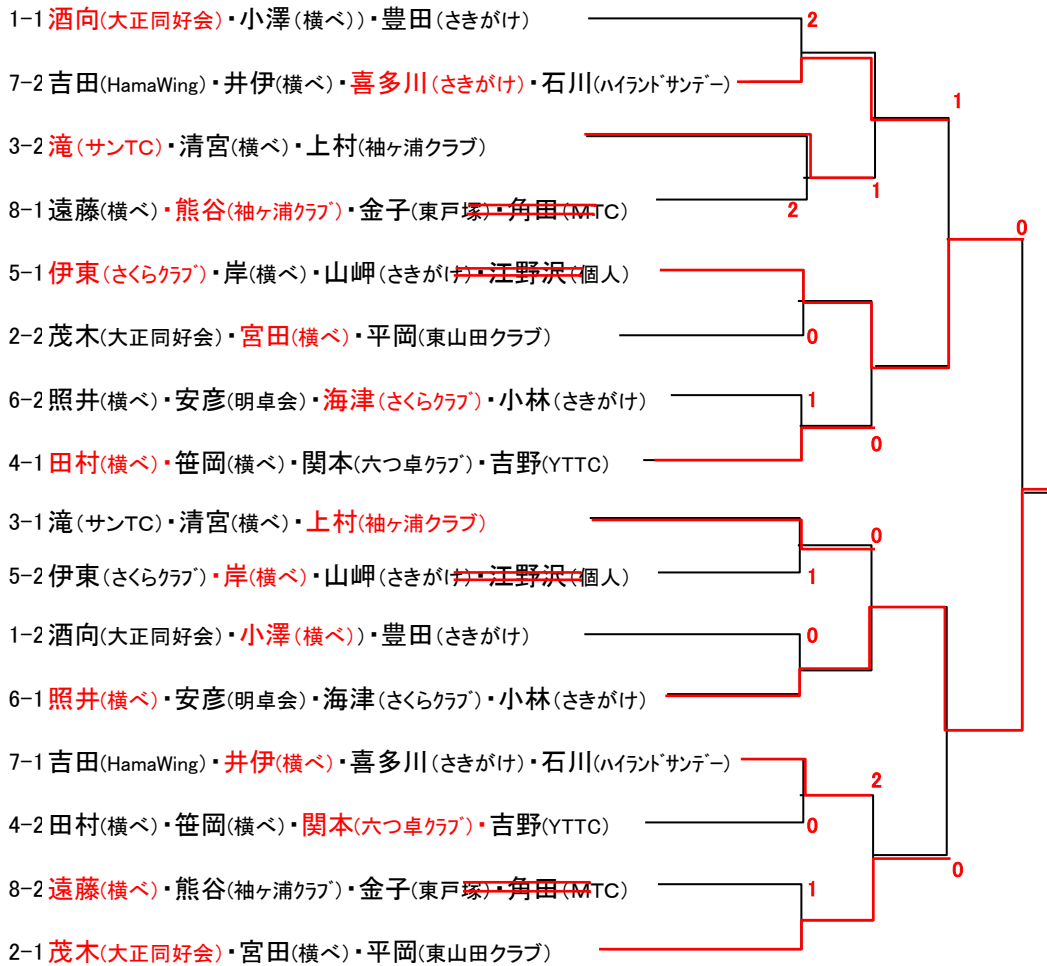 1-1 酒向(大正同好会)・小澤(横ベ))・豊田(さきがけ)
2
7-2 吉田(HamaWing)・井伊(横ベ)・喜多川(さきがけ)・石川(ハイランドサンデー)
1
3-2 滝(サンTC)・清宮(横ベ)・上村(袖ヶ浦クラブ)
1
8-1 遠藤(横ベ)・熊谷(袖ヶ浦クラブ)・金子(東戸塚)・角田(MTC)
2
0
5-1 伊東(さくらクラブ)・岸(横ベ)・山岬(さきがけ)・江野沢(個人)
2-2 茂木(大正同好会)・宮田(横ベ)・平岡(東山田クラブ)
0
6-2 照井(横ベ)・安彦(明卓会)・海津(さくらクラブ)・小林(さきがけ)
1
0
4-1 田村(横ベ)・笹岡(横ベ)・関本(六つ卓クラブ)・吉野(YTTC)
3-1 滝(サンTC)・清宮(横ベ)・上村(袖ヶ浦クラブ)
0
5-2 伊東(さくらクラブ)・岸(横ベ)・山岬(さきがけ)・江野沢(個人)
1
1-2 酒向(大正同好会)・小澤(横ベ))・豊田(さきがけ)
0
6-1 照井(横ベ)・安彦(明卓会)・海津(さくらクラブ)・小林(さきがけ)
7-1 吉田(HamaWing)・井伊(横ベ)・喜多川(さきがけ)・石川(ハイランドサンデー)
2
4-2 田村(横ベ)・笹岡(横ベ)・関本(六つ卓クラブ)・吉野(YTTC)
0
0
8-2 遠藤(横ベ)・熊谷(袖ヶ浦クラブ)・金子(東戸塚)・角田(MTC)
1
2-1 茂木(大正同好会)・宮田(横ベ)・平岡(東山田クラブ)